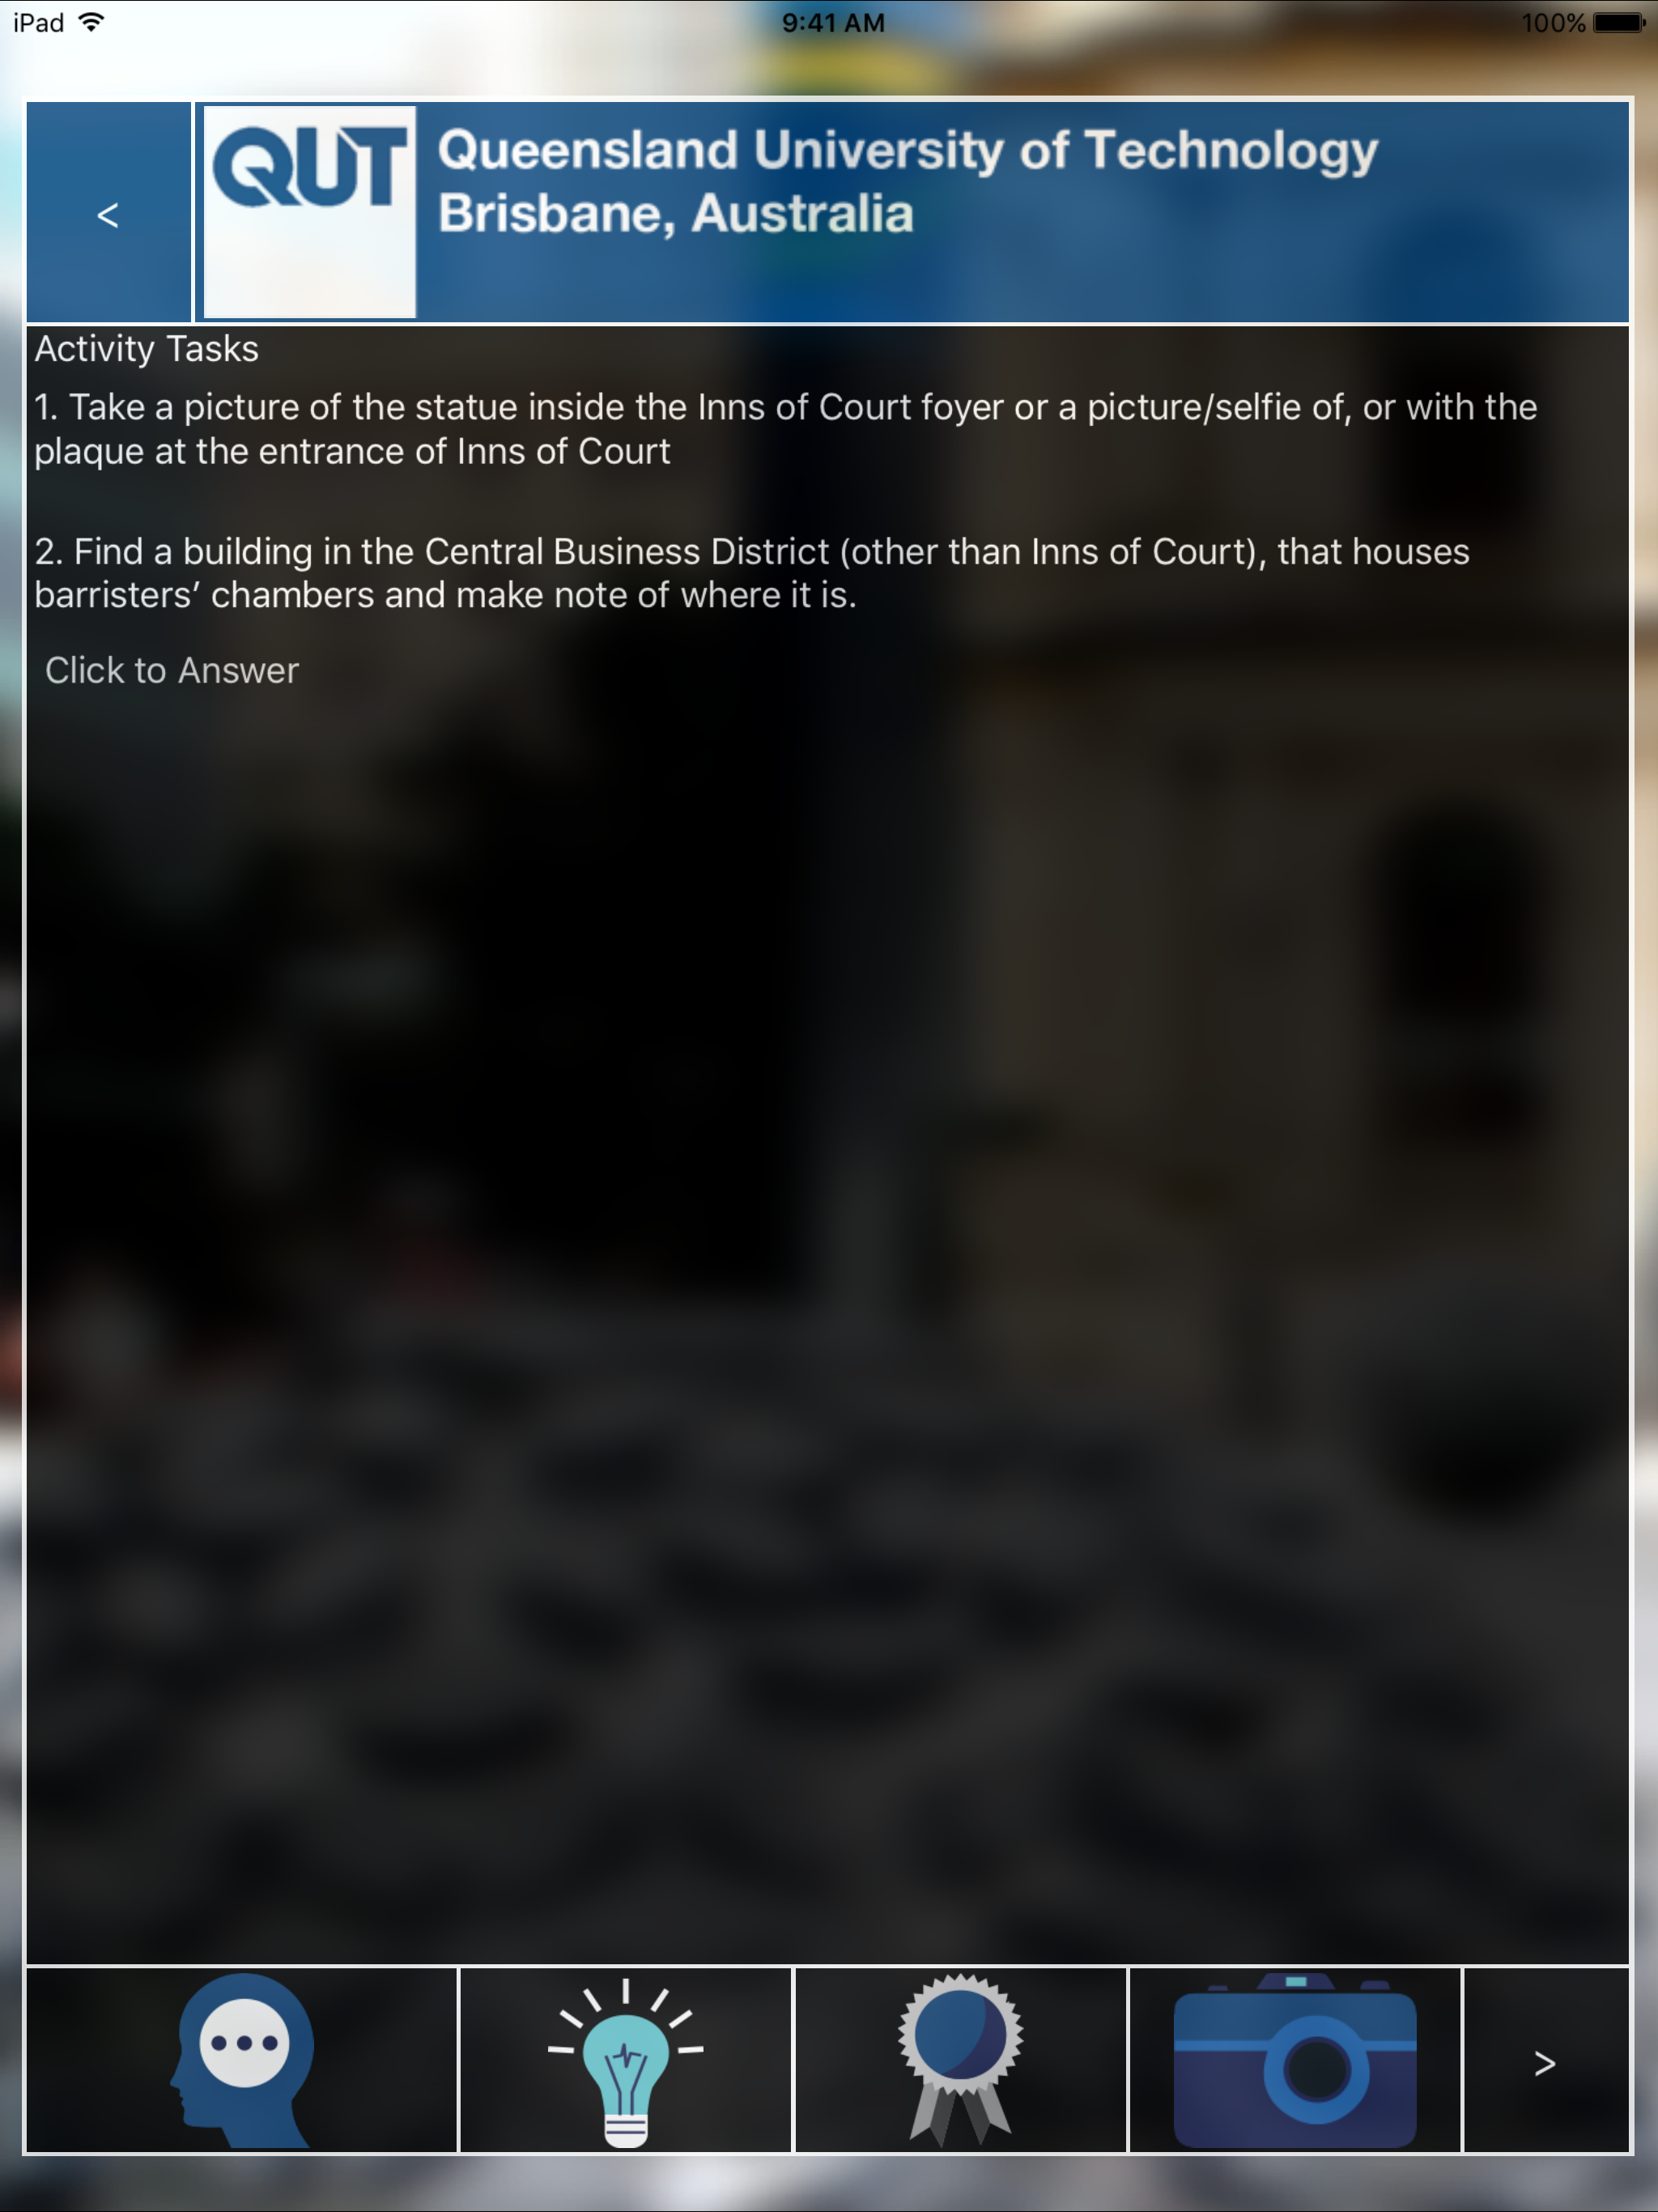 iPad 9:41 AM 100%
<
QUT
Queensland University of Technology
Brisbane, Australia
Activity Tasks
1. Take a picture of the statue inside the Inns of Court foyer or a picture/selfie of, or with the
plaque at the entrance of Inns of Court
2. Find a building in the Central Business District (other than Inns of Court), that houses
barristers’ chambers and make note of where it is.
Click to Answer
>